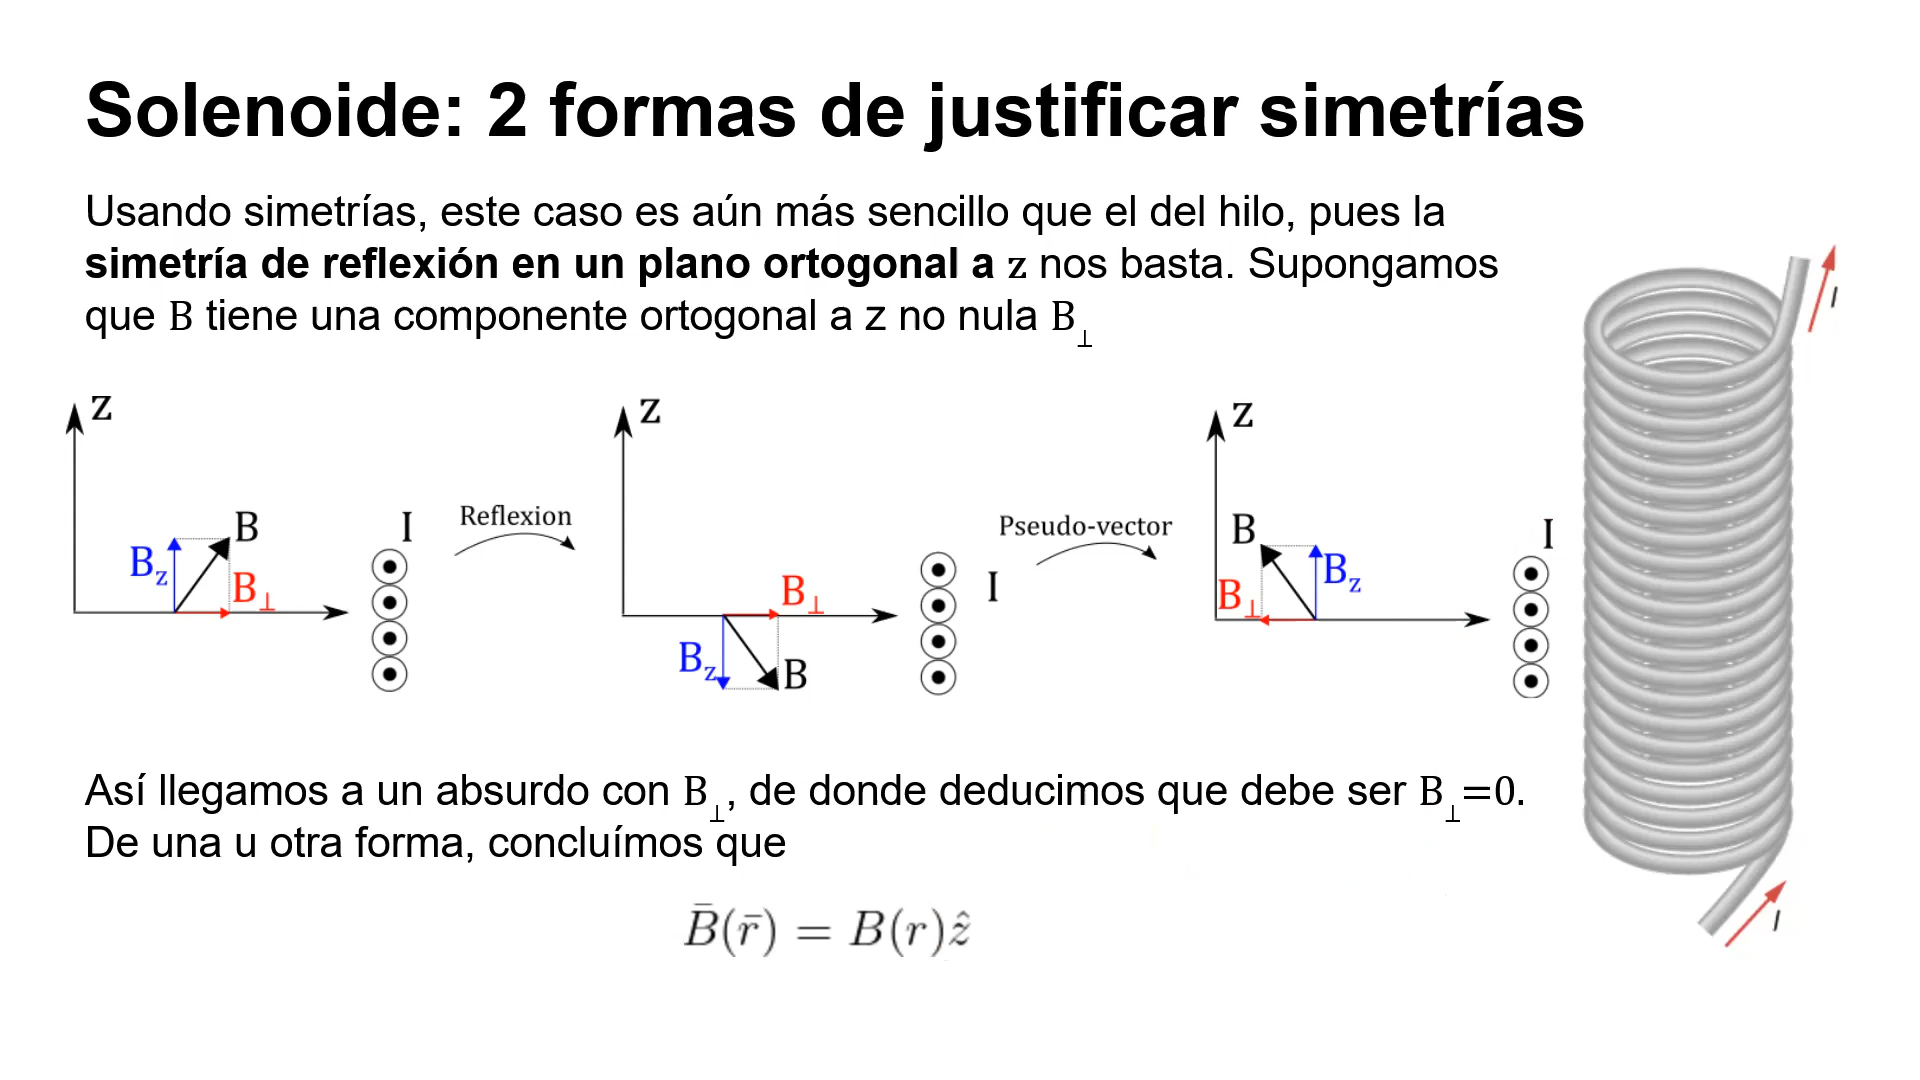 Solenoide: 2 formas de justificar simetrías
Usando simetrías, este caso es aún más sencillo que el del hilo, pues la
simetría de reflexión en un plano ortogonal a z nos basta. Supongamos
que B tiene una componente ortogonal a z no nula B⊥
z
B
Bz
B⊥
I
Reflexion
z
B⊥
Bz
B
I
Pseudo-vector
z
B
Bz
B⊥
I
I
I
Así llegamos a un absurdo con B⊥, de donde deducimos que debe ser B⊥=0.
De una u otra forma, concluímos que
B̄(r̄) = B(r)ẑ